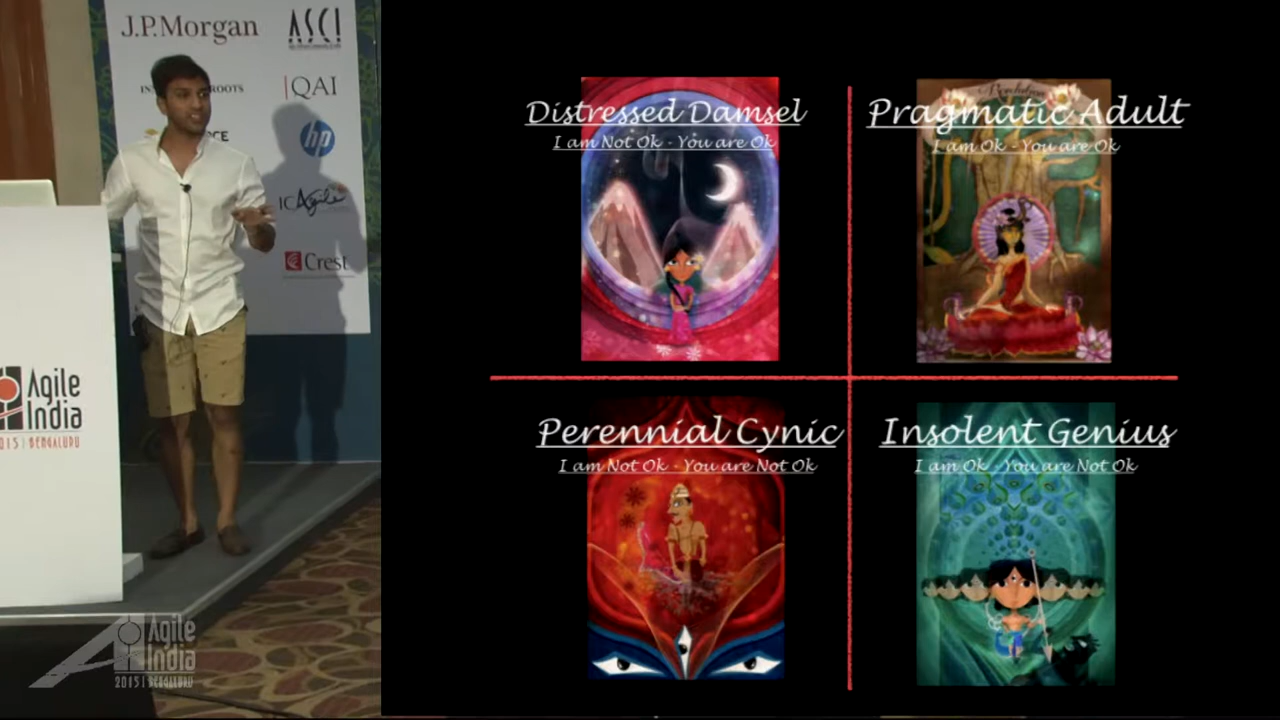 J.P.Morgan
ASCI
QAI
hp
ICAgile
Crest
Agile
India
2015 | BENGALURU
Distressed Damsel
I am Not Ok - You are Ok
Pragmatic Adult
I am Ok - You are Ok
Perennial Cynic
I am Not Ok - You are Not Ok
Insolent Genius
I am Ok - You are Not Ok
Agile
India
2015 | BENGALURU